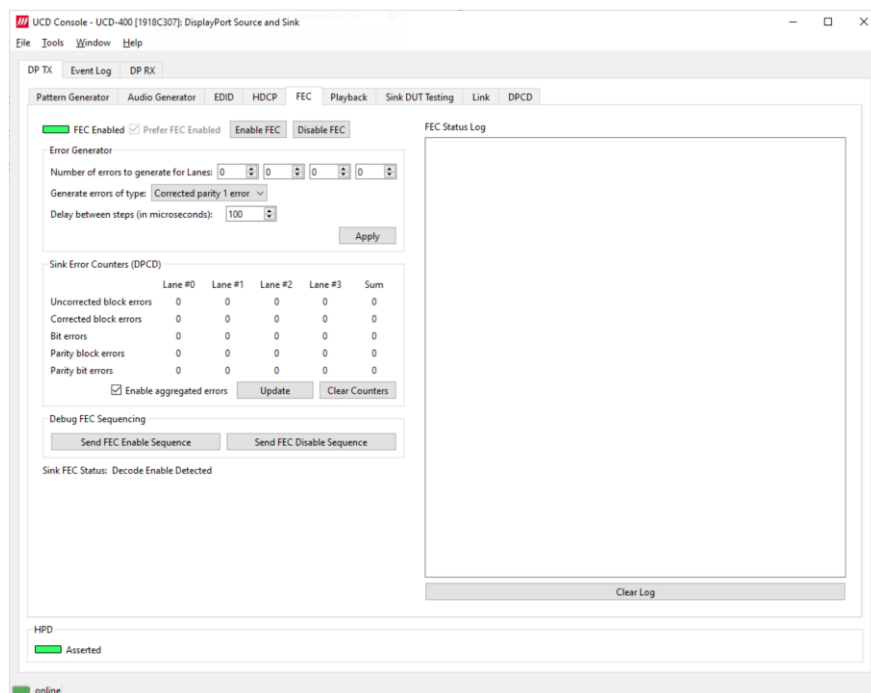 UCD Console - UCD-400 [1918C307]: DisplayPort Source and Sink
File Tools Window Help
DP TX Event Log DP RX
Pattern Generator Audio Generator EDID HDCP FEC Playback Sink DUT Testing Link DPCD
FEC Enabled Prefer FEC Enabled Enable FEC Disable FEC
FEC Status Log
Error Generator
Number of errors to generate for Lanes: 0 0 0 0
Generate errors of type: Corrected parity 1 error
Delay between steps (in microseconds): 100
Apply
Sink Error Counters (DPCD)
Lane #0 Lane #1 Lane #2 Lane #3 Sum
Uncorrected block errors 0 0 0 0 0
Corrected block errors 0 0 0 0 0
Bit errors 0 0 0 0 0
Parity block errors 0 0 0 0 0
Parity bit errors 0 0 0 0 0
Enable aggregated errors Update Clear Counters
Debug FEC Sequencing
Send FEC Enable Sequence Send FEC Disable Sequence
Sink FEC Status: Decode Enable Detected
Clear Log
HPD
Asserted
online